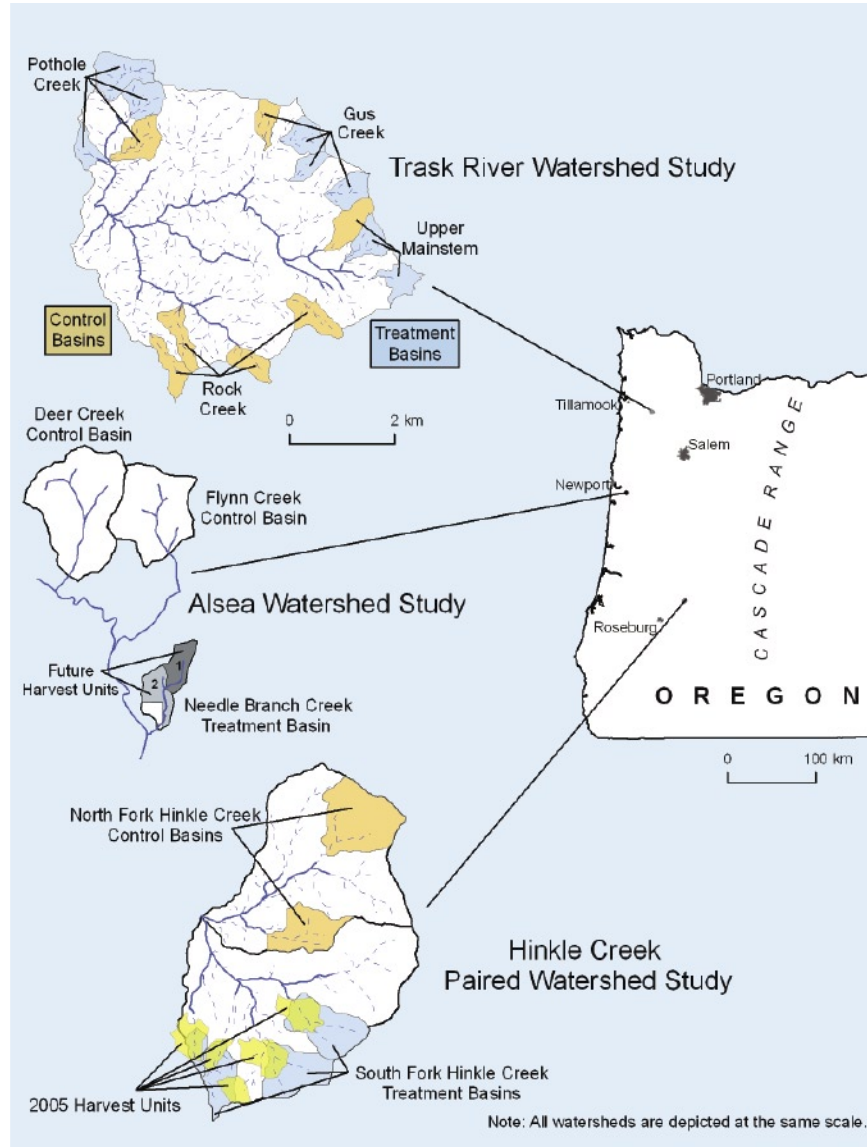 Pothole
Creek
Gus
Creek
Trask River Watershed Study
Upper
Mainstem
Control
Basins
Treatment
Basins
Rock
Creek
0 2 km
Deer Creek
Control Basin
Flynn Creek
Control Basin
Alsea Watershed Study
Future
Harvest Units
1
2
Needle Branch Creek
Treatment Basin
Portland
Tillamook
Salem
Newport
CASCADE RANGE
Roseburg
OREGON
0 100 km
North Fork Hinkle Creek
Control Basins
Hinkle Creek
Paired Watershed Study
2005 Harvest Units
South Fork Hinkle Creek
Treatment Basins
Note: All watersheds are depicted at the same scale.